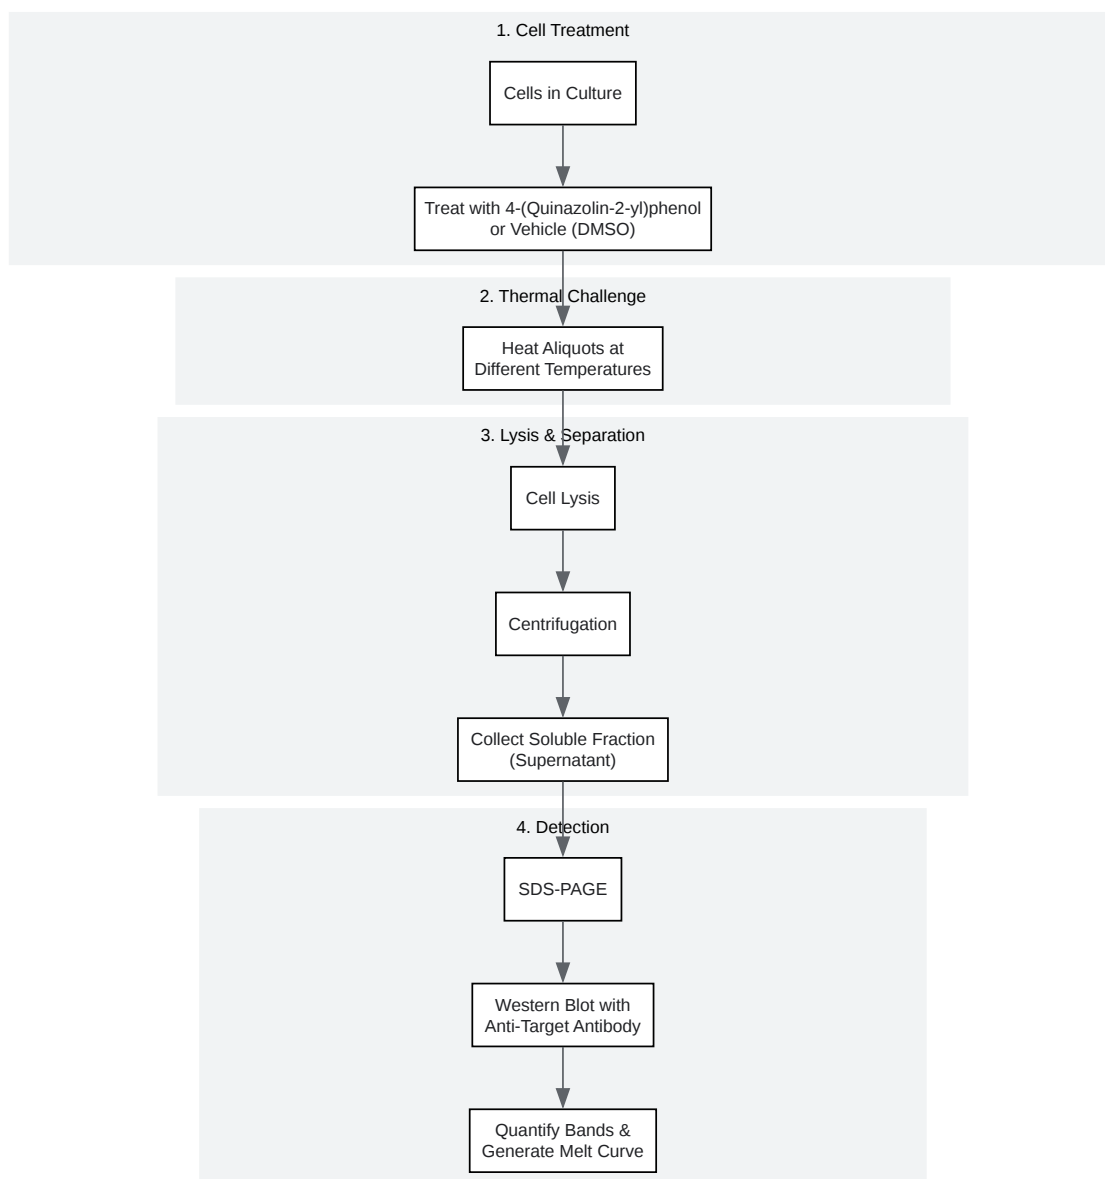 1. Cell Treatment
Cells in Culture
Treat with 4-(Quinazolin-2-yl)phenol
or Vehicle (DMSO)
2. Thermal Challenge
Heat Aliquots at
Different Temperatures
3. Lysis & Separation
Cell Lysis
Centrifugation
Collect Soluble Fraction
(Supernatant)
4. Detection
SDS-PAGE
Western Blot with
Anti-Target Antibody
Quantify Bands &
Generate Melt Curve